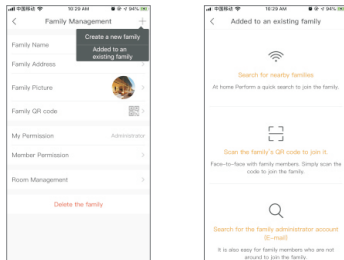 中国移动 10:29 AM 94%
Family Management
Create a new family
Added to an
existing family
Family Name
Family Address
Family Picture
Family QR code
My Permission Administrator
Member Permission
Room Management
Delete the family
中国移动 10:29 AM 94%
Added to an existing family
Search for nearby families
At home Perform a quick search to join the family.
Scan the family's QR code to join it.
Face-to-face with family members. Simply scan the
code to join the family.
Search for the family administrator account
(E-mail)
It is also easy for family members who are not
around to join the family.